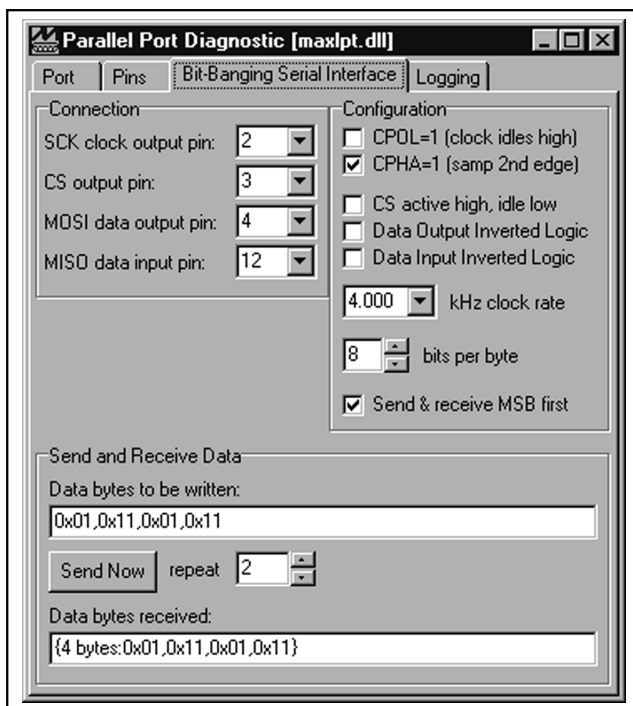 Parallel Port Diagnostic [maxlpt.dll]
Port Pins Bit-Banging Serial Interface Logging
Connection
SCK clock output pin: 2
CS output pin: 3
MOSI data output pin: 4
MISO data input pin: 12
Configuration
CPOL=1 (clock idles high)
CPHA=1 (samp 2nd edge)
CS active high, idle low
Data Output Inverted Logic
Data Input Inverted Logic
4.000 kHz clock rate
8 bits per byte
Send & receive MSB first
Send and Receive Data
Data bytes to be written:
0x01,0x11,0x01,0x11
Send Now repeat 2
Data bytes received:
{4 bytes:0x01,0x11,0x01,0x11}